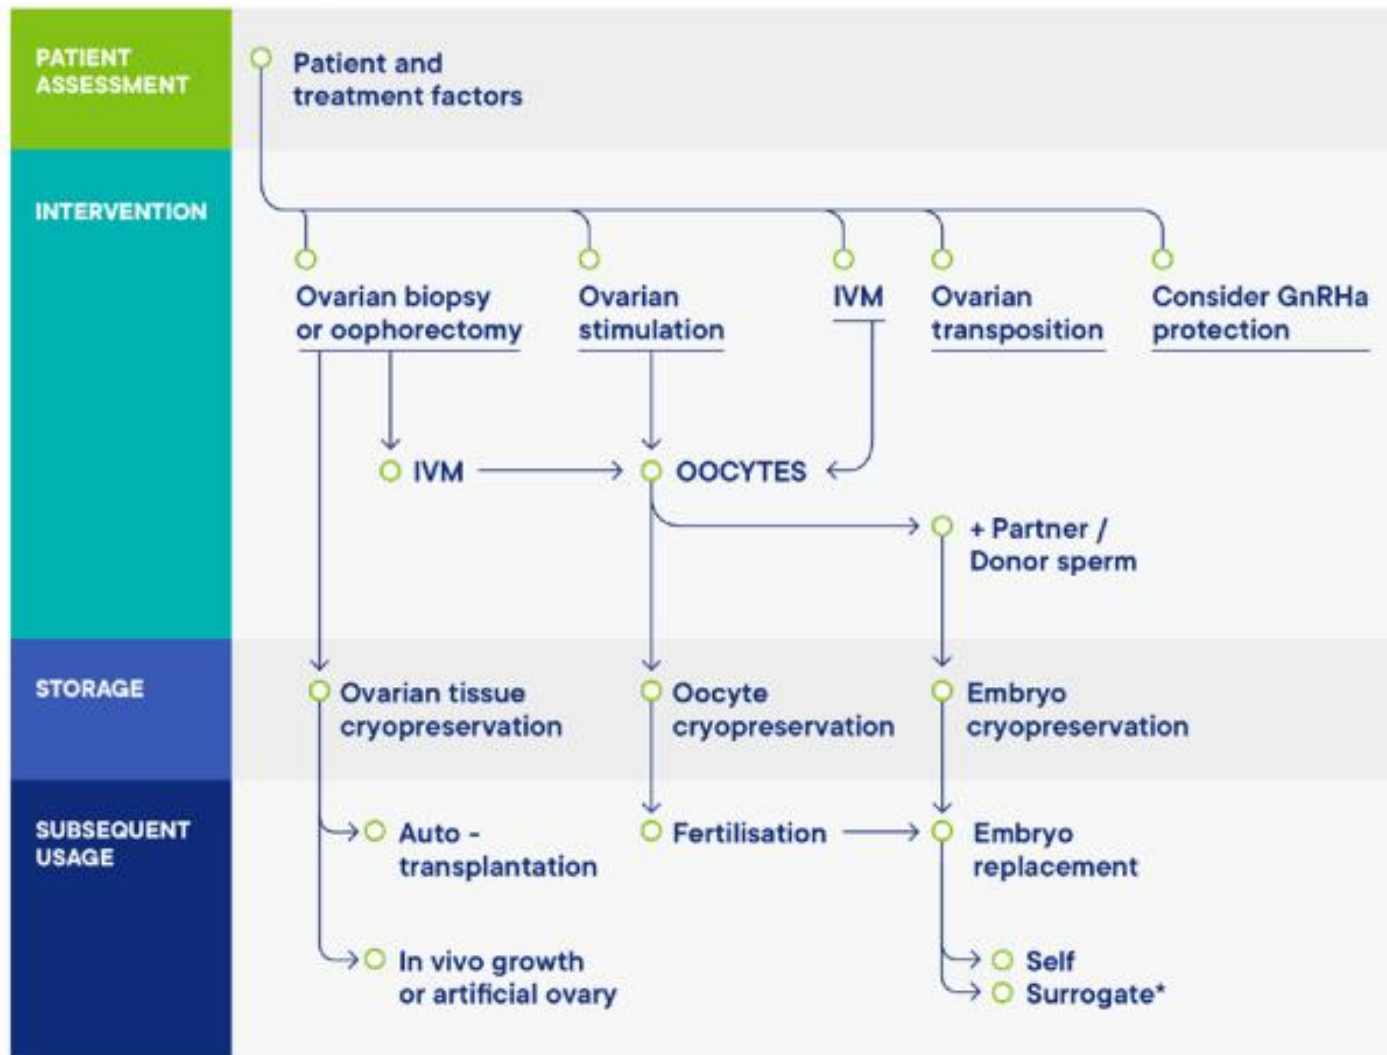 PATIENT
ASSESSMENT
Patient and
treatment factors
INTERVENTION
Ovarian biopsy
or oophorectomy
Ovarian
stimulation
IVM
Ovarian
transposition
Consider GnRHa
protection
IVM
OOCYTES
+ Partner /
Donor sperm
STORAGE
Ovarian tissue
cryopreservation
Oocyte
cryopreservation
Embryo
cryopreservation
SUBSEQUENT
USAGE
Auto -
transplantation
Fertilisation
Embryo
replacement
In vivo growth
or artificial ovary
Self
Surrogate*